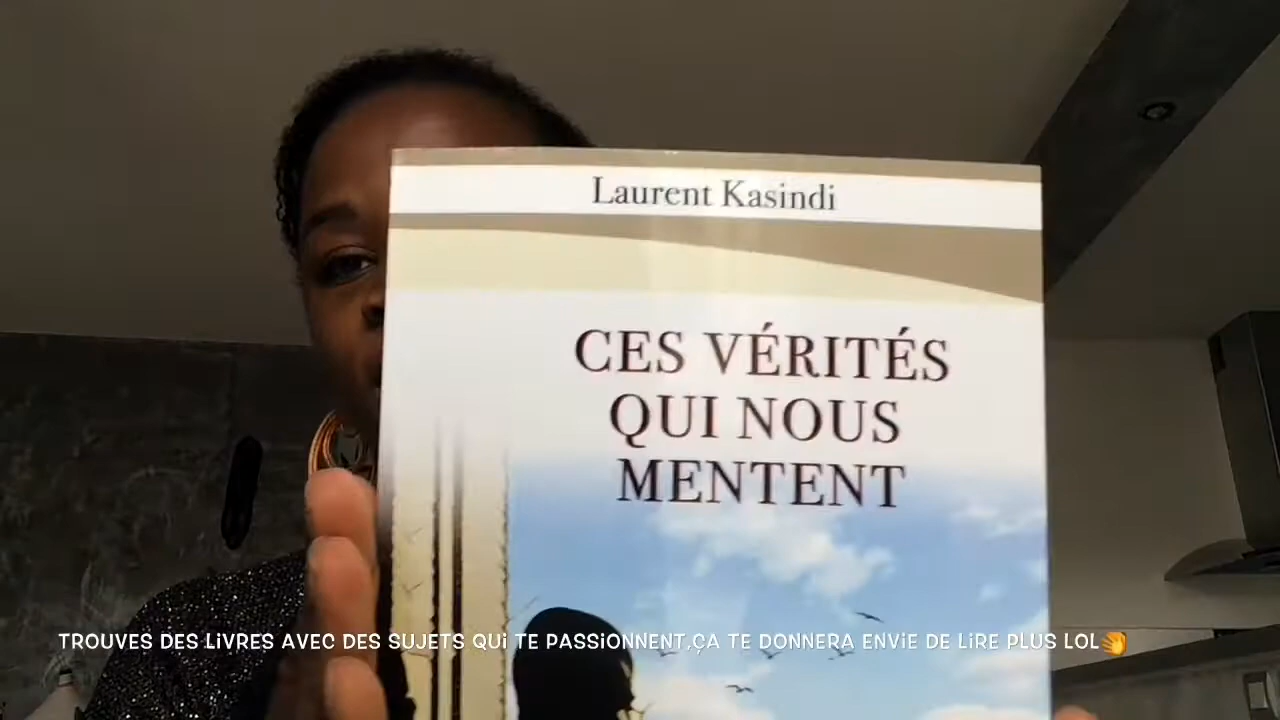 Laurent Kasindi
CES VÉRITÉS
QUI NOUS
MENTENT
TROUVES DES LIVRES AVEC DES SUJETS QUI TE PASSIONNENT,ÇA TE DONNERA ENVIE DE LIRE PLUS LOL👏